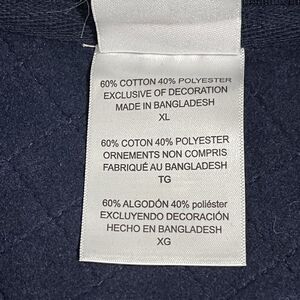 60% COTTON 40% POLYESTER
EXCLUSIVE OF DECORATION
MADE IN BANGLADESH
XL
60% COTON 40% POLYESTER
ORNEMENTS NON COMPRIS
FABRIQUÉ AU BANGLADESH
TG
60% ALGODÓN 40% poliéster
EXCLUYENDO DECORACIÓN
HECHO EN BANGLADESH
XG